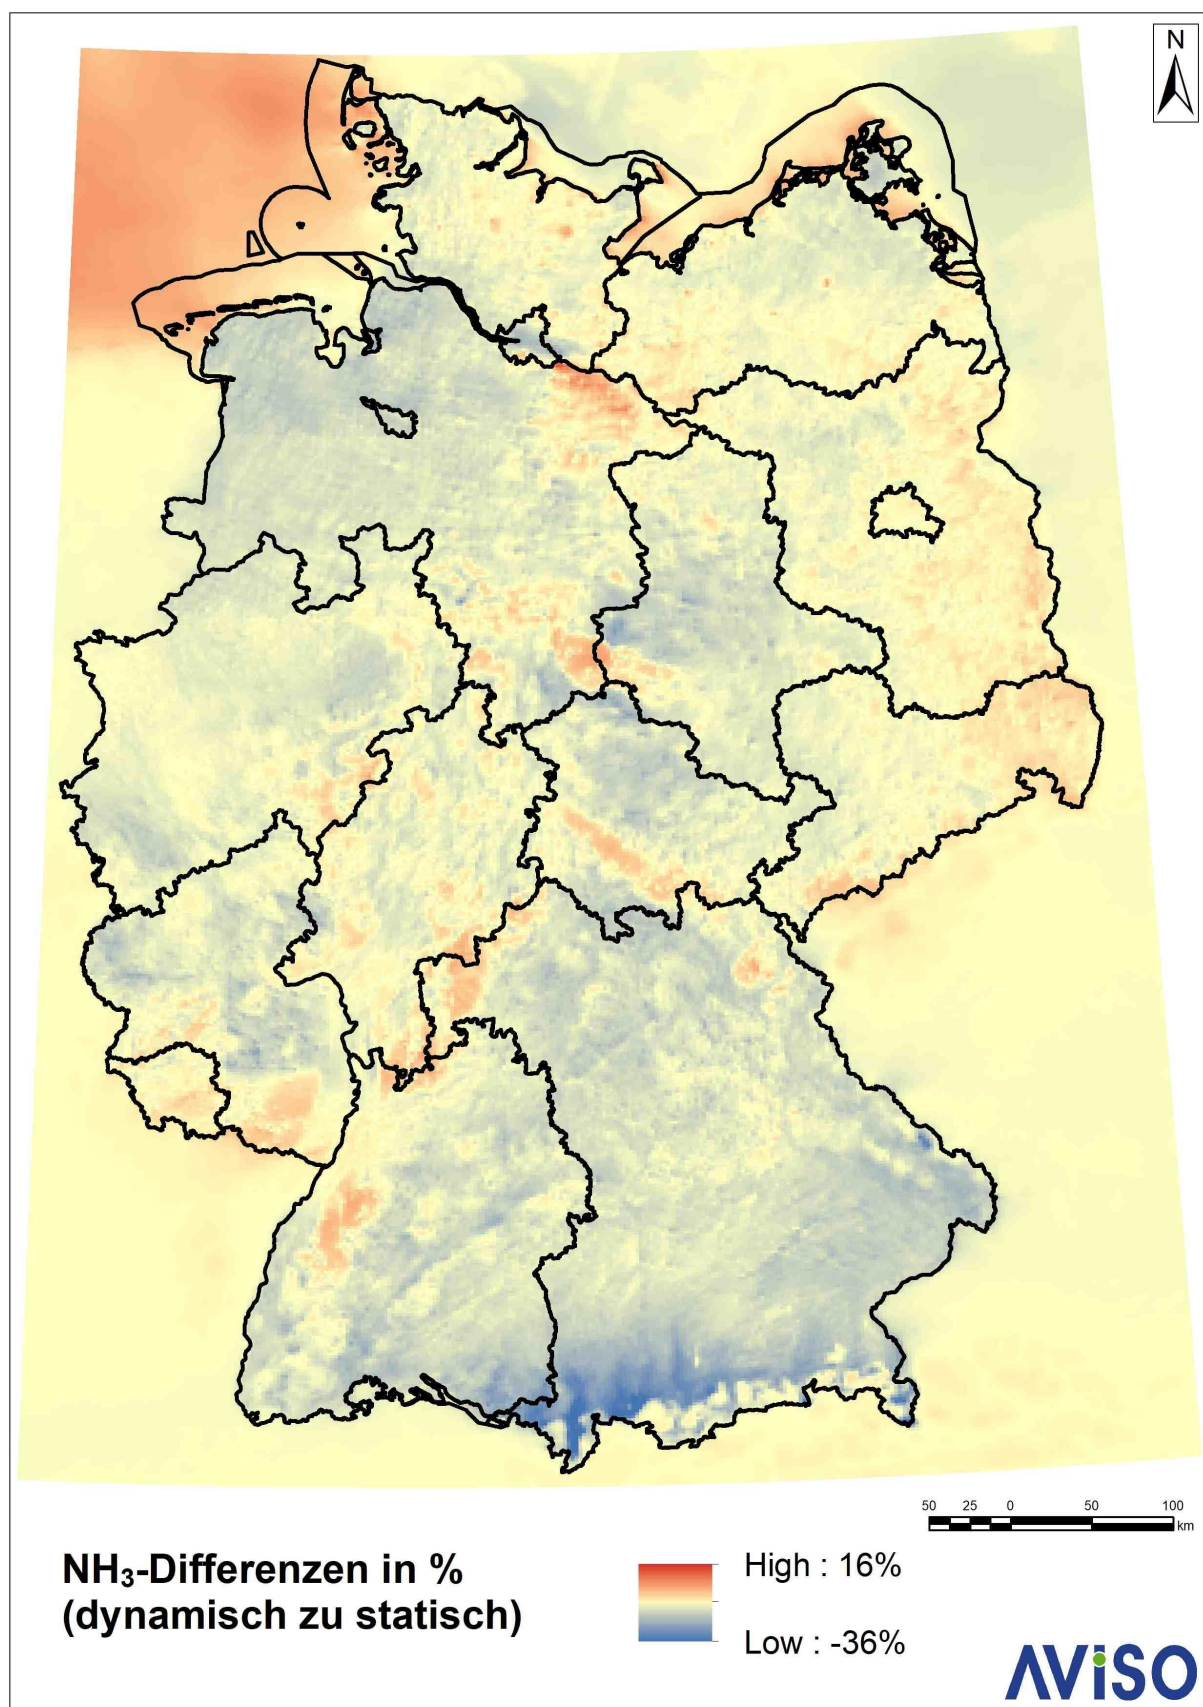 N
50 25 0 50 100
km
NH₃-Differenzen in %
(dynamisch zu statisch)
High : 16%
Low : -36%
AViSO